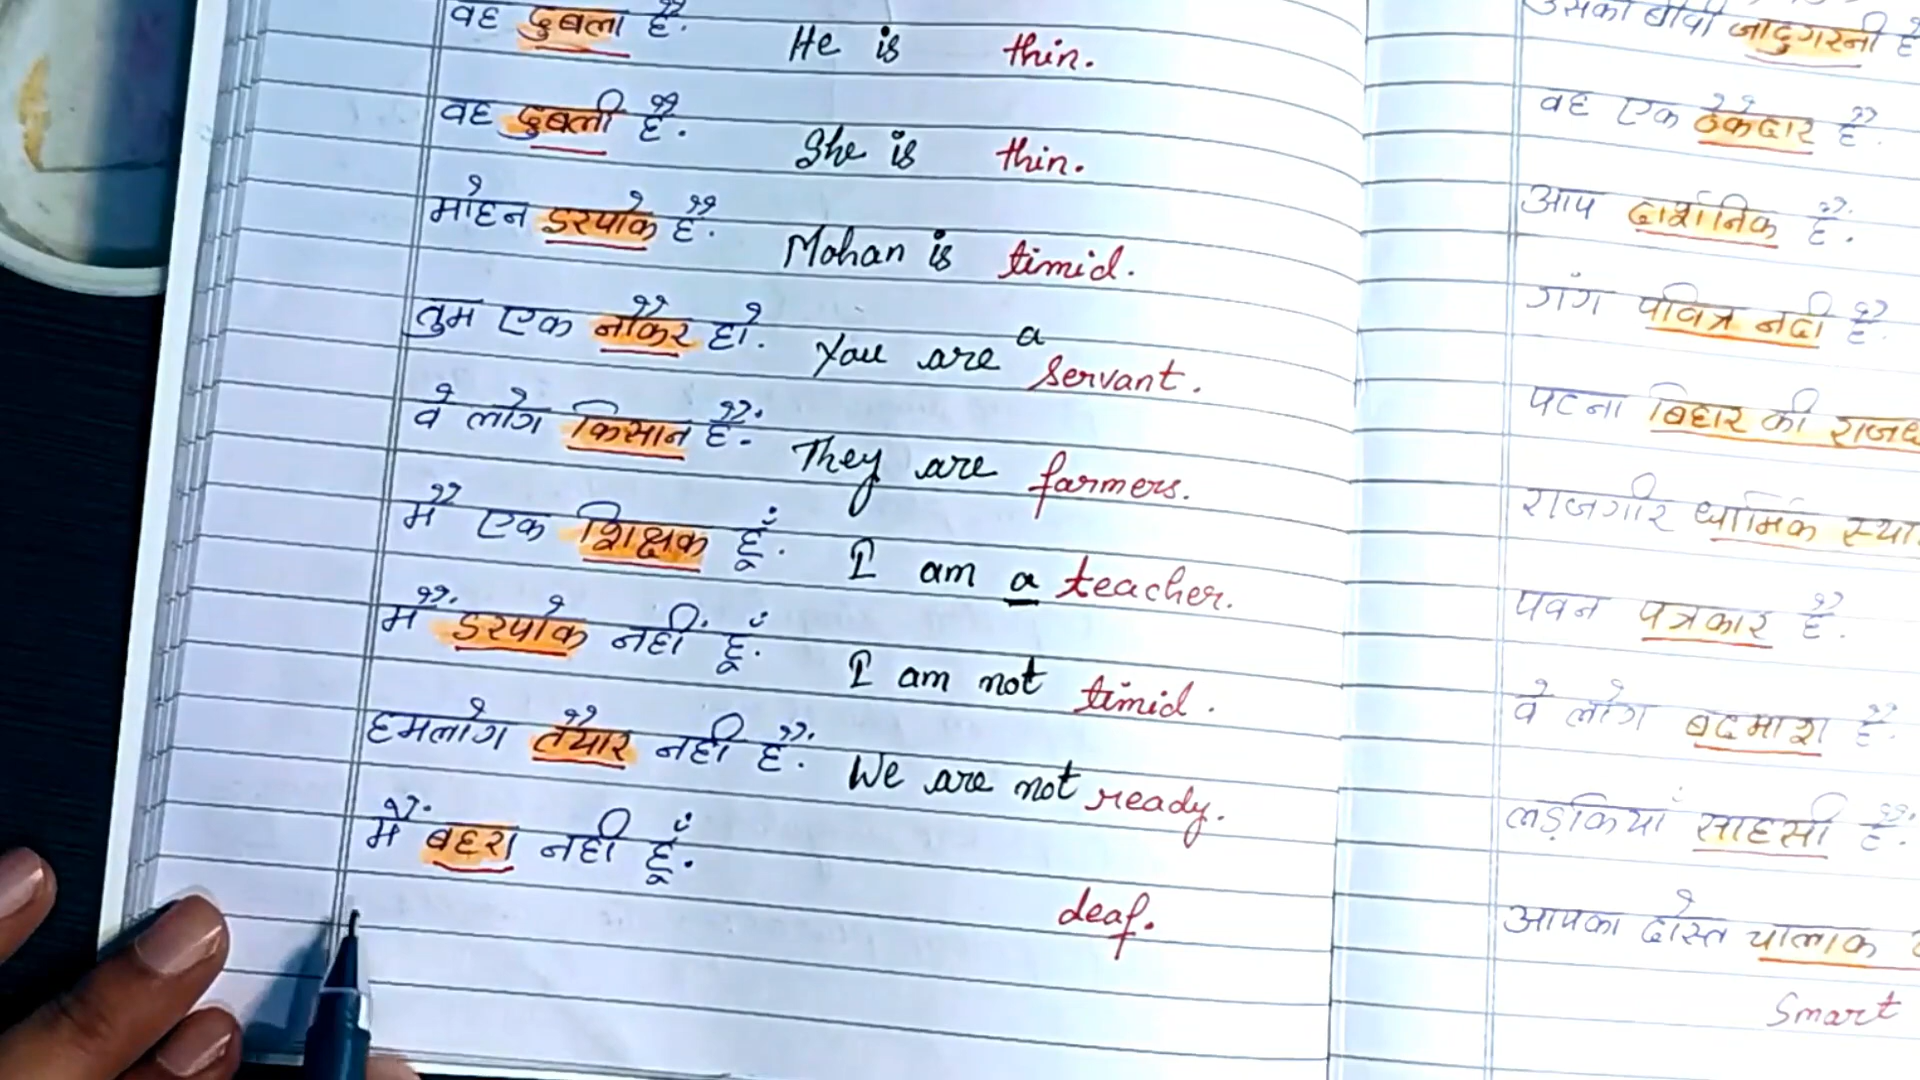 वह दुबला है. He is thin.
वह दुबली है. She is thin.
मोहन डरपोक है. Mohan is timid.
तुम एक नौकर हो. You are a servant.
वे लोग किसान हैं. They are farmers.
मैं एक शिक्षक हूँ. I am a teacher.
मैं डरपोक नहीं हूँ. I am not timid.
हमलोग तैयार नहीं हैं. We are not ready.
मैं बहरा नहीं हूँ. deaf.
उसकी बीवी जादुगरनी है
वह एक ठेकेदार है.
आप दार्शनिक हैं.
गंग पवित्र नदी है
पटना बिहार की राजध
राजगीर धार्मिक स्था
पवन पत्रकार है.
वे लोग बदमाश है.
लड़कियाँ साहसी हैं.
आपका दोस्त चालाक
Smart